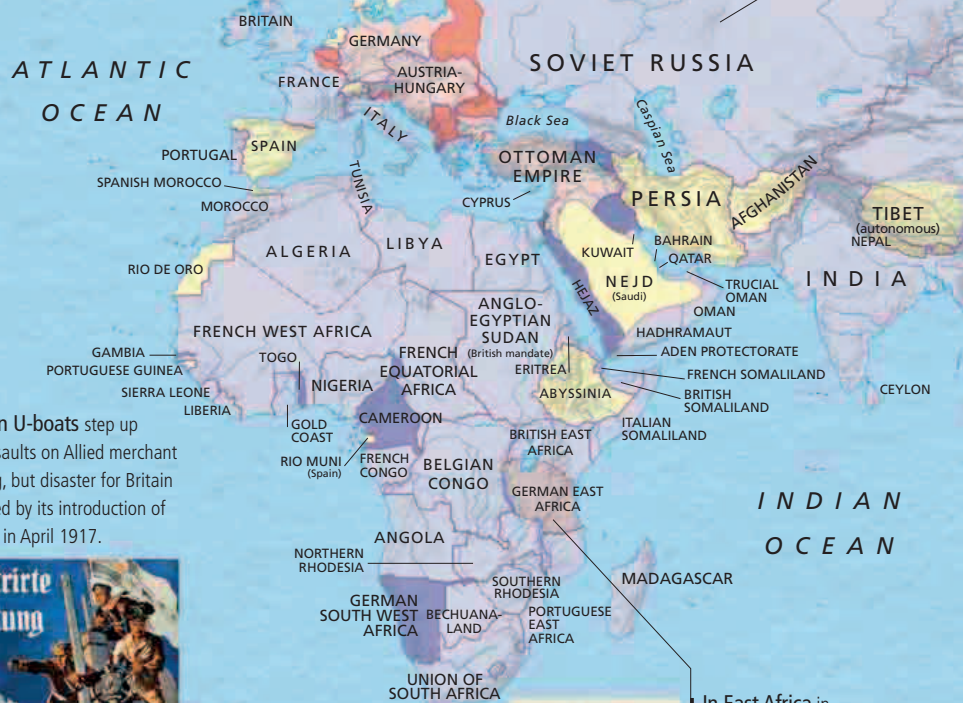 BRITAIN
GERMANY
ATLANTIC
OCEAN
SOVIET RUSSIA
FRANCE
AUSTRIA-
HUNGARY
ITALY
Black Sea
Caspian Sea
SPAIN
PORTUGAL
OTTOMAN
EMPIRE
SPANISH MOROCCO
TUNISIA
CYPRUS
PERSIA
AFGHANISTAN
MOROCCO
TIBET
(autonomous)
NEPAL
ALGERIA
LIBYA
EGYPT
KUWAIT
BAHRAIN
QATAR
RIO DE ORO
HEJAZ
NEJD
(Saudi)
TRUCIAL
OMAN
INDIA
OMAN
ANGLO-
EGYPTIAN
SUDAN
(British mandate)
FRENCH WEST AFRICA
HADHRAMAUT
GAMBIA
TOGO
FRENCH
EQUATORIAL
AFRICA
ADEN PROTECTORATE
PORTUGUESE GUINEA
ERITREA
FRENCH SOMALILAND
NIGERIA
SIERRA LEONE
ABYSSINIA
BRITISH
SOMALILAND
CEYLON
LIBERIA
CAMEROON
GOLD
COAST
ITALIAN
SOMALILAND
n U-boats step up
saults on Allied merchant
g, but disaster for Britain
ed by its introduction of
in April 1917.
RIO MUNI
(Spain)
FRENCH
CONGO
BELGIAN
CONGO
BRITISH EAST
AFRICA
GERMAN EAST
AFRICA
INDIAN
OCEAN
ANGOLA
NORTHERN
RHODESIA
SOUTHERN
RHODESIA
MADAGASCAR
GERMAN
SOUTH WEST
AFRICA
BECHUANA-
LAND
PORTUGUESE
EAST
AFRICA
trirte
tung
UNION OF
SOUTH AFRICA
In East Africa in